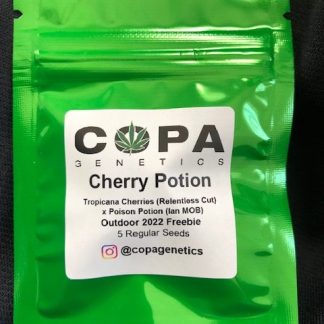 COPA
GENETICS
Cherry Potion
Tropicana Cherries (Relentless Cut)
x Poison Potion (Ian MOB)
Outdoor 2022 Freebie
5 Regular Seeds
@copagenetics